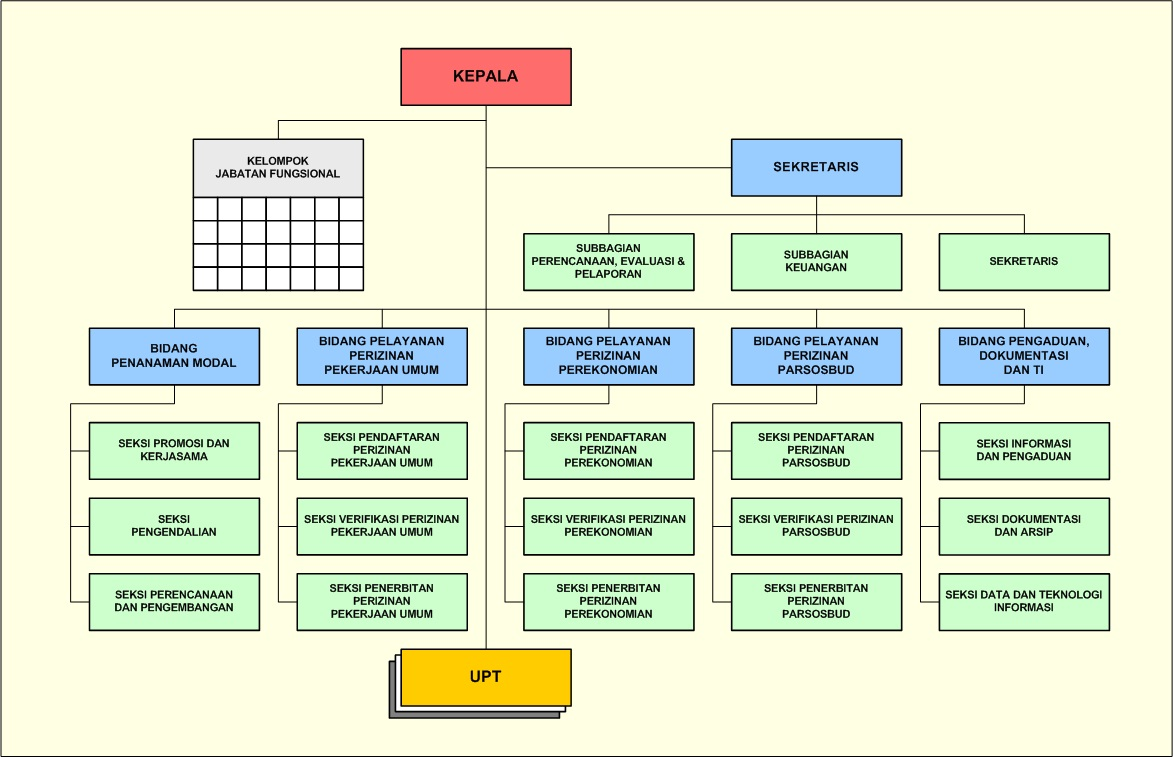 KEPALA
KELOMPOK
JABATAN FUNGSIONAL
SEKRETARIS
SUBBAGIAN
PERENCANAAN, EVALUASI &
PELAPORAN
SUBBAGIAN
KEUANGAN
SEKRETARIS
BIDANG
PENANAMAN MODAL
BIDANG PELAYANAN
PERIZINAN
PEKERJAAN UMUM
BIDANG PELAYANAN
PERIZINAN
PEREKONOMIAN
BIDANG PELAYANAN
PERIZINAN
PARSOSBUD
BIDANG PENGADUAN,
DOKUMENTASI
DAN TI
SEKSI PROMOSI DAN
KERJASAMA
SEKSI PENDAFTARAN
PERIZINAN
PEKERJAAN UMUM
SEKSI PENDAFTARAN
PERIZINAN
PEREKONOMIAN
SEKSI PENDAFTARAN
PERIZINAN
PARSOSBUD
SEKSI INFORMASI
DAN PENGADUAN
SEKSI
PENGENDALIAN
SEKSI VERIFIKASI PERIZINAN
PEKERJAAN UMUM
SEKSI VERIFIKASI PERIZINAN
PEREKONOMIAN
SEKSI VERIFIKASI PERIZINAN
PARSOSBUD
SEKSI DOKUMENTASI
DAN ARSIP
SEKSI PERENCANAAN
DAN PENGEMBANGAN
SEKSI PENERBITAN
PERIZINAN
PEKERJAAN UMUM
SEKSI PENERBITAN
PERIZINAN
PEREKONOMIAN
SEKSI PENERBITAN
PERIZINAN
PARSOSBUD
SEKSI DATA DAN TEKNOLOGI
INFORMASI
UPT